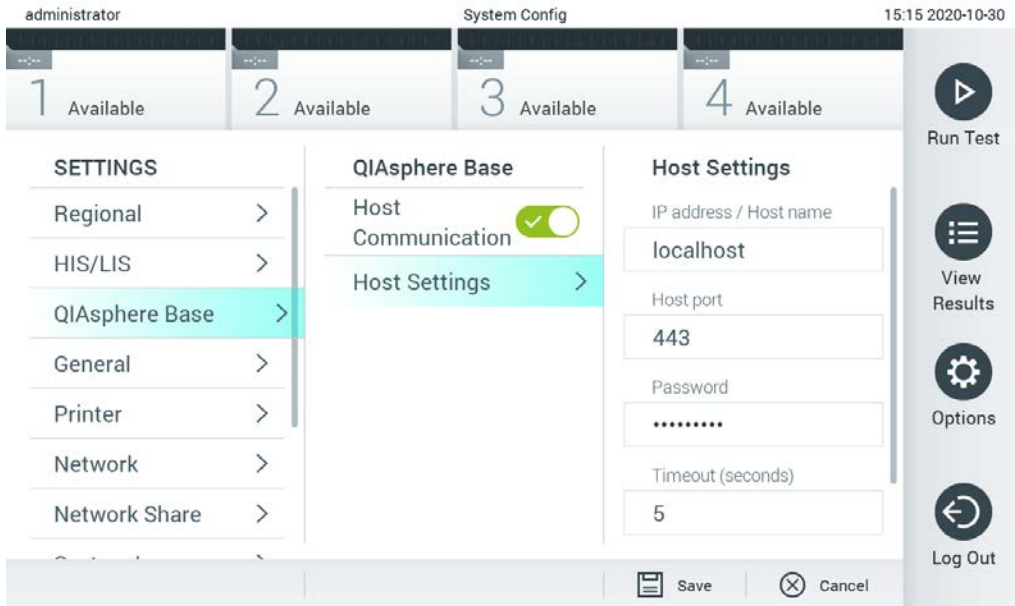 administrator
System Config
15:15 2020-10-30
--:--
--:--
--:--
--:--
1 Available
2 Available
3 Available
4 Available
Run Test
View
Results
Options
Log Out
SETTINGS
Regional
HIS/LIS
QIAsphere Base
General
Printer
Network
Network Share
QIAsphere Base
Host
Communication
Host Settings
Host Settings
IP address / Host name
localhost
Host port
443
Password
•••••••••
Timeout (seconds)
5
Save
Cancel